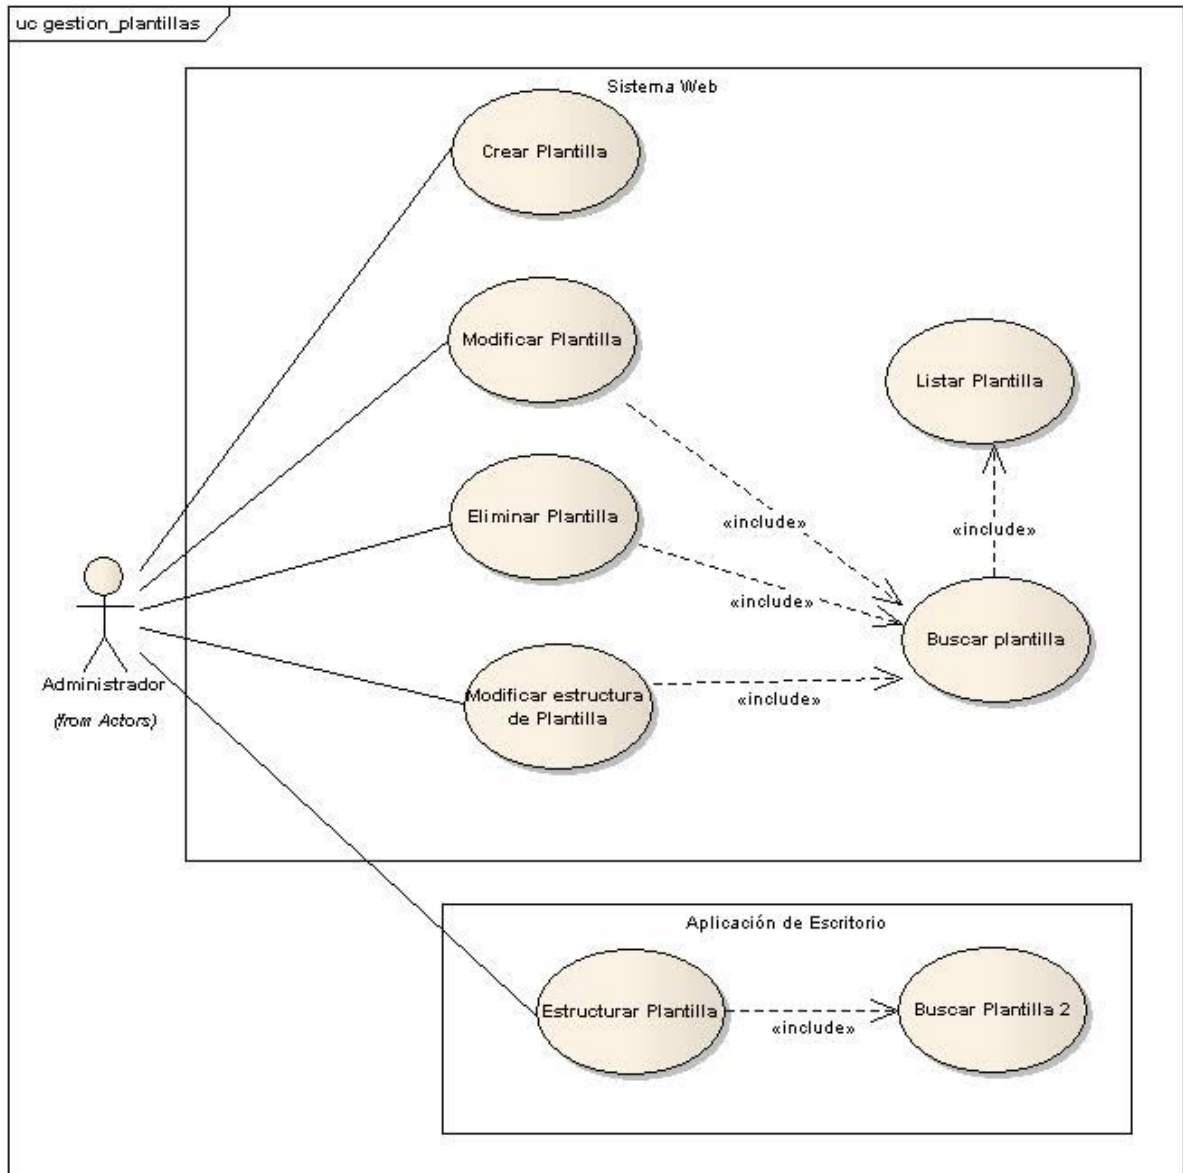 uc gestion_plantillas
Sistema Web
Crear Plantilla
Modificar Plantilla
Listar Plantilla
Eliminar Plantilla
«include»
«include»
«include»
Buscar plantilla
Administrador
(from Actors)
Modificar estructura
de Plantilla
«include»
Aplicación de Escritorio
Estructurar Plantilla
«include»
Buscar Plantilla 2